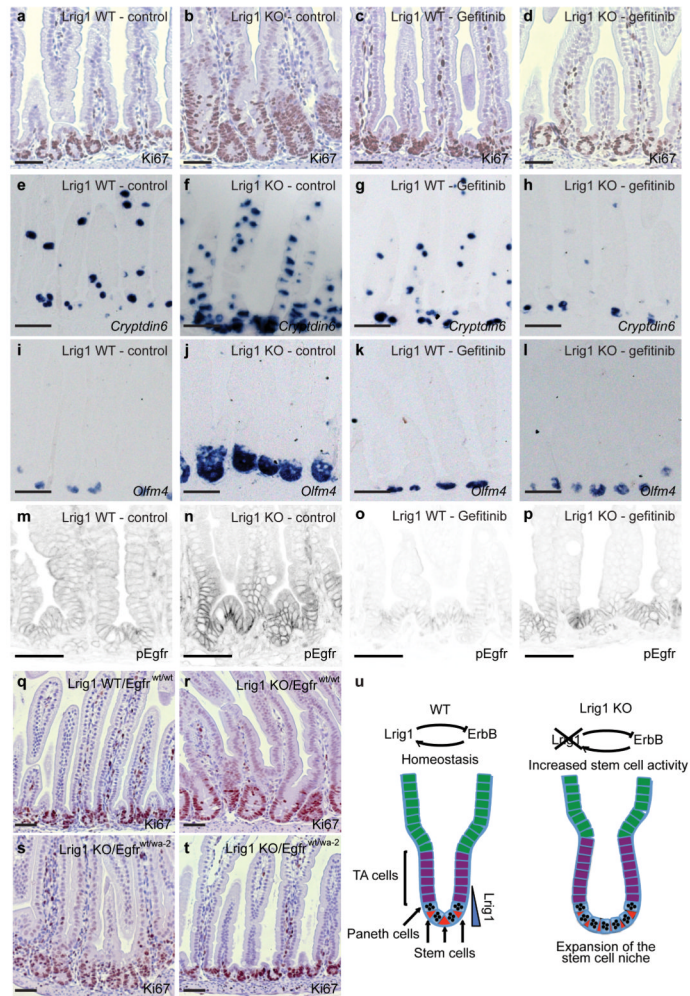 a Lrig1 WT - control
Ki67
b Lrig1 KO - control
Ki67
c Lrig1 WT - Gefitinib
Ki67
d Lrig1 KO - gefitinib
Ki67
e Lrig1 WT - control
Cryptdin6
f Lrig1 KO - control
Cryptdin6
g Lrig1 WT - Gefitinib
Cryptdin6
h Lrig1 KO - gefitinib
Cryptdin6
i Lrig1 WT - control
Olfm4
j Lrig1 KO - control
Olfm4
k Lrig1 WT - Gefitinib
Olfm4
l Lrig1 KO - gefitinib
Olfm4
m Lrig1 WT - control
pEgfr
n Lrig1 KO - control
pEgfr
o Lrig1 WT - Gefitinib
pEgfr
p Lrig1 KO - gefitinib
pEgfr
q Lrig1 WT/Egfr wt/wt
Ki67
r Lrig1 KO/Egfr wt/wt
Ki67
s Lrig1 KO/Egfr wt/wa-2
Ki67
t Lrig1 KO/Egfr wt/wa-2
Ki67
u
WT
Lrig1 ErbB
Homeostasis
TA cells
Lrig1
Paneth cells
Stem cells
Lrig1 KO
Lrig1 ErbB
Increased stem cell activity
Expansion of the
stem cell niche